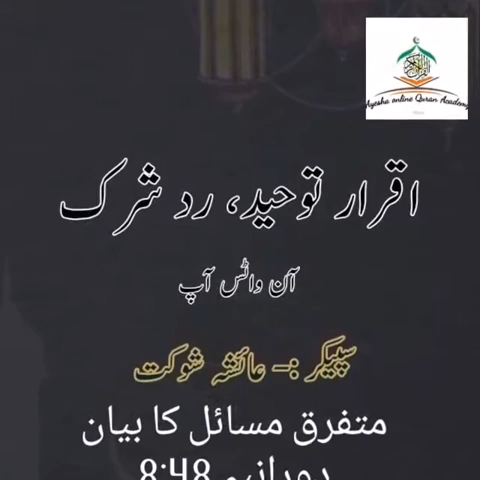 Ayesha online Quran Academy
اقرار توحید، رد شرک
آن واٹس آپ
سپیکر :- عائشہ شوکت
متفرق مسائل کا بیان
دورانیہ 8:48